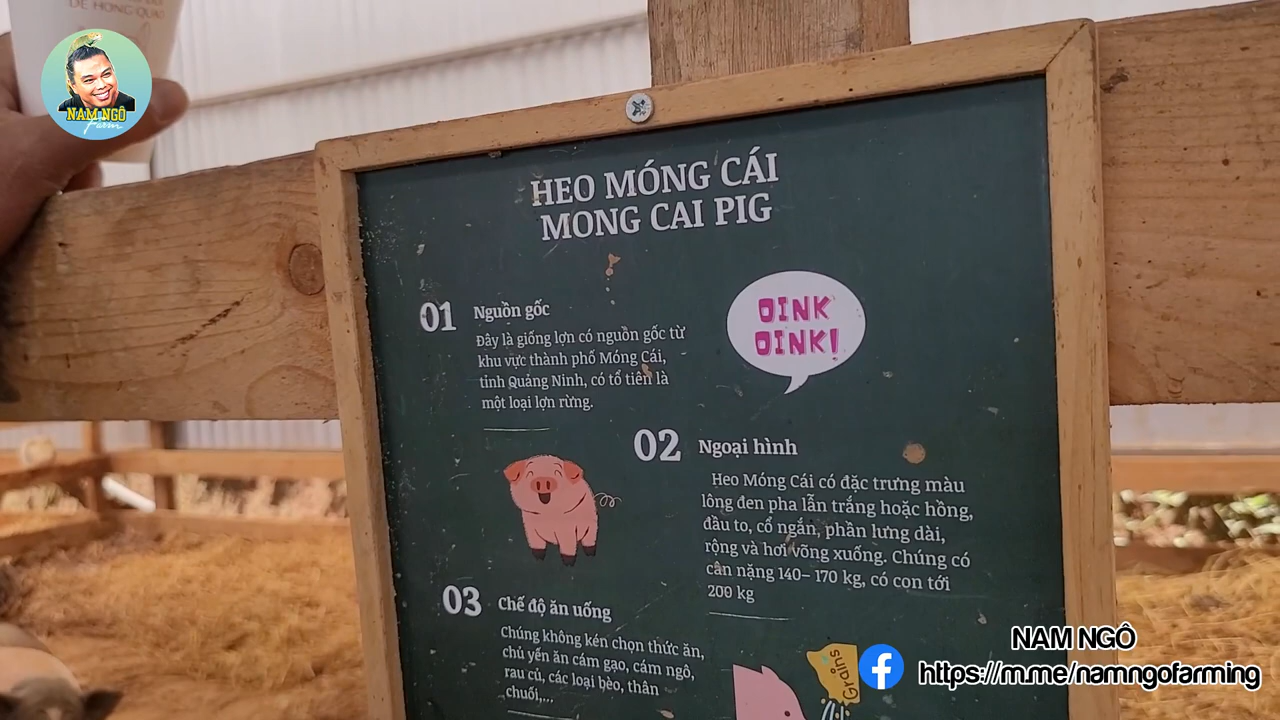 DÊ HONG QUA
NAM NGÔ
Farm
HEO MÓNG CÁI
MONG CAI PIG
01 Nguồn gốc
Đây là giống lợn có nguồn gốc từ
khu vực thành phố Móng Cái,
tỉnh Quảng Ninh, có tổ tiên là
một loại lợn rừng.
OINK
OINK!
02 Ngoại hình
Heo Móng Cái có đặc trưng màu
lông đen pha lẫn trắng hoặc hồng,
đầu to, cổ ngắn, phần lưng dài,
rộng và hơi võng xuống. Chúng có
cân nặng 140– 170 kg, có con tới
200 kg
03 Chế độ ăn uống
Chúng không kén chọn thức ăn,
chủ yến ăn cám gạo, cám ngô,
rau củ, các loại bèo, thân
chuối,...
Grains
NAM NGÔ
https://m.me/namngofarming